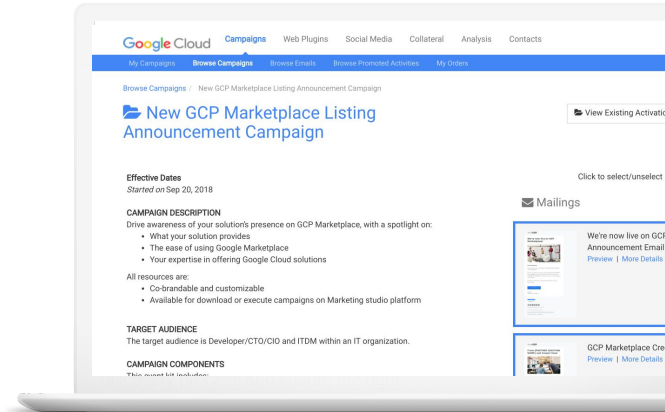 Google Cloud Campaigns Web Plugins Social Media Collateral Analysis Contacts
My Campaigns Browse Campaigns Browse Emails Browse Promoted Activities My Orders
Browse Campaigns / New GCP Marketplace Listing Announcement Campaign
New GCP Marketplace Listing
Announcement Campaign
View Existing Activatio
Effective Dates
Started on Sep 20, 2018
CAMPAIGN DESCRIPTION
Drive awareness of your solution's presence on GCP Marketplace, with a spotlight on:
• What your solution provides
• The ease of using Google Marketplace
• Your expertise in offering Google Cloud solutions
All resources are:
• Co-brandable and customizable
• Available for download or execute campaigns on Marketing studio platform
TARGET AUDIENCE
The target audience is Developer/CTO/CIO and ITDM within an IT organization.
CAMPAIGN COMPONENTS
This event kit includes:
Click to select/unselect
Mailings
We're now live on GCP
Announcement Email
Preview | More Details
GCP Marketplace Cre
Preview | More Details